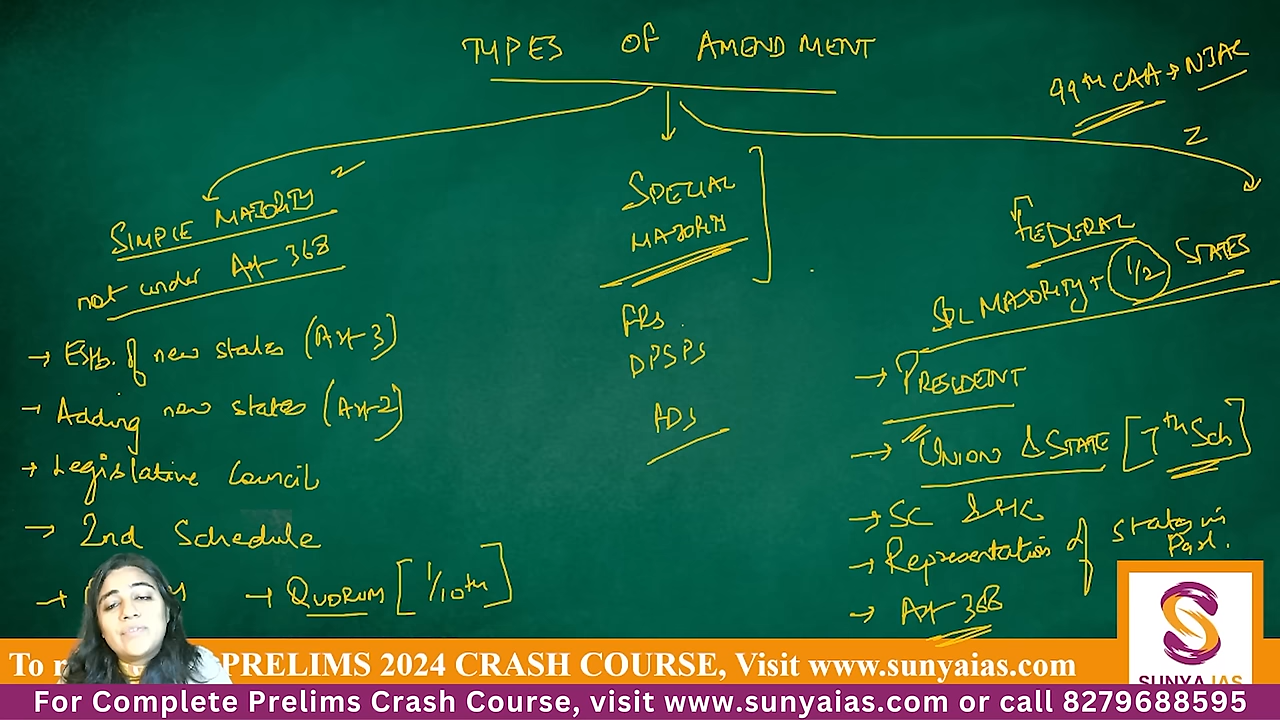 TYPES OF AMENDMENT
99th CAA → NJAC
SIMPLE MAJORITY
not under Art 368
→ Estb. of new states (Art-3)
→ Adding new states (Art-2)
→ Legislative Council
→ 2nd Schedule
→ QUORUM [1/10th]
SPECIAL
MAJORITY
FRs.
DPSPs
FDs
FEDERAL
SPL MAJORITY + 1/2 STATES
→ PRESIDENT
→ UNION & STATE [7th Sch]
→ SC & HC
→ Representation of States in
Parl.
→ Art 368
SUNYA IAS
To PRELIMS 2024 CRASH COURSE, Visit www.sunyaias.com
For Complete Prelims Crash Course, visit www.sunyaias.com or call 8279688595